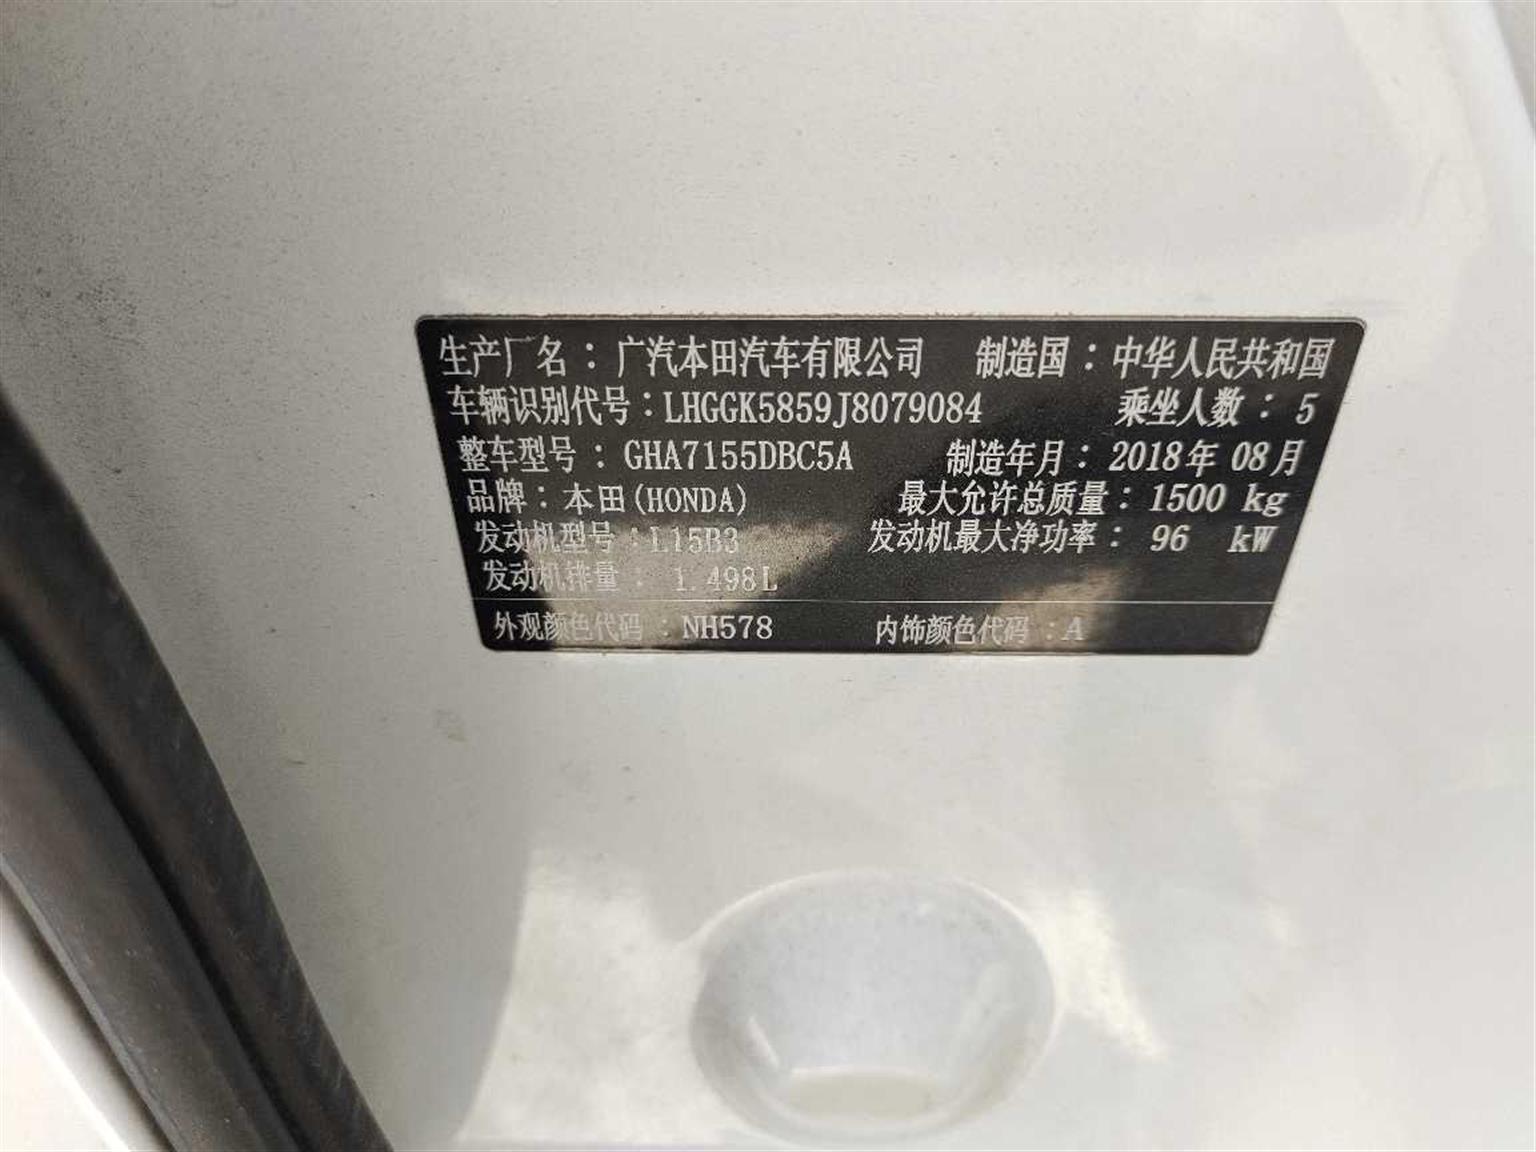 生产厂名：广汽本田汽车有限公司 制造国：中华人民共和国
车辆识别代号：LHGGK5859J8079084 乘坐人数：5
整车型号：GHA7155DBC5A 制造年月：2018年08月
品牌：本田(HONDA) 最大允许总质量：1500 kg
发动机型号：L15B3 发动机最大净功率：96 kW
发动机排量：1.498L
外观颜色代码：NH578 内饰颜色代码：A